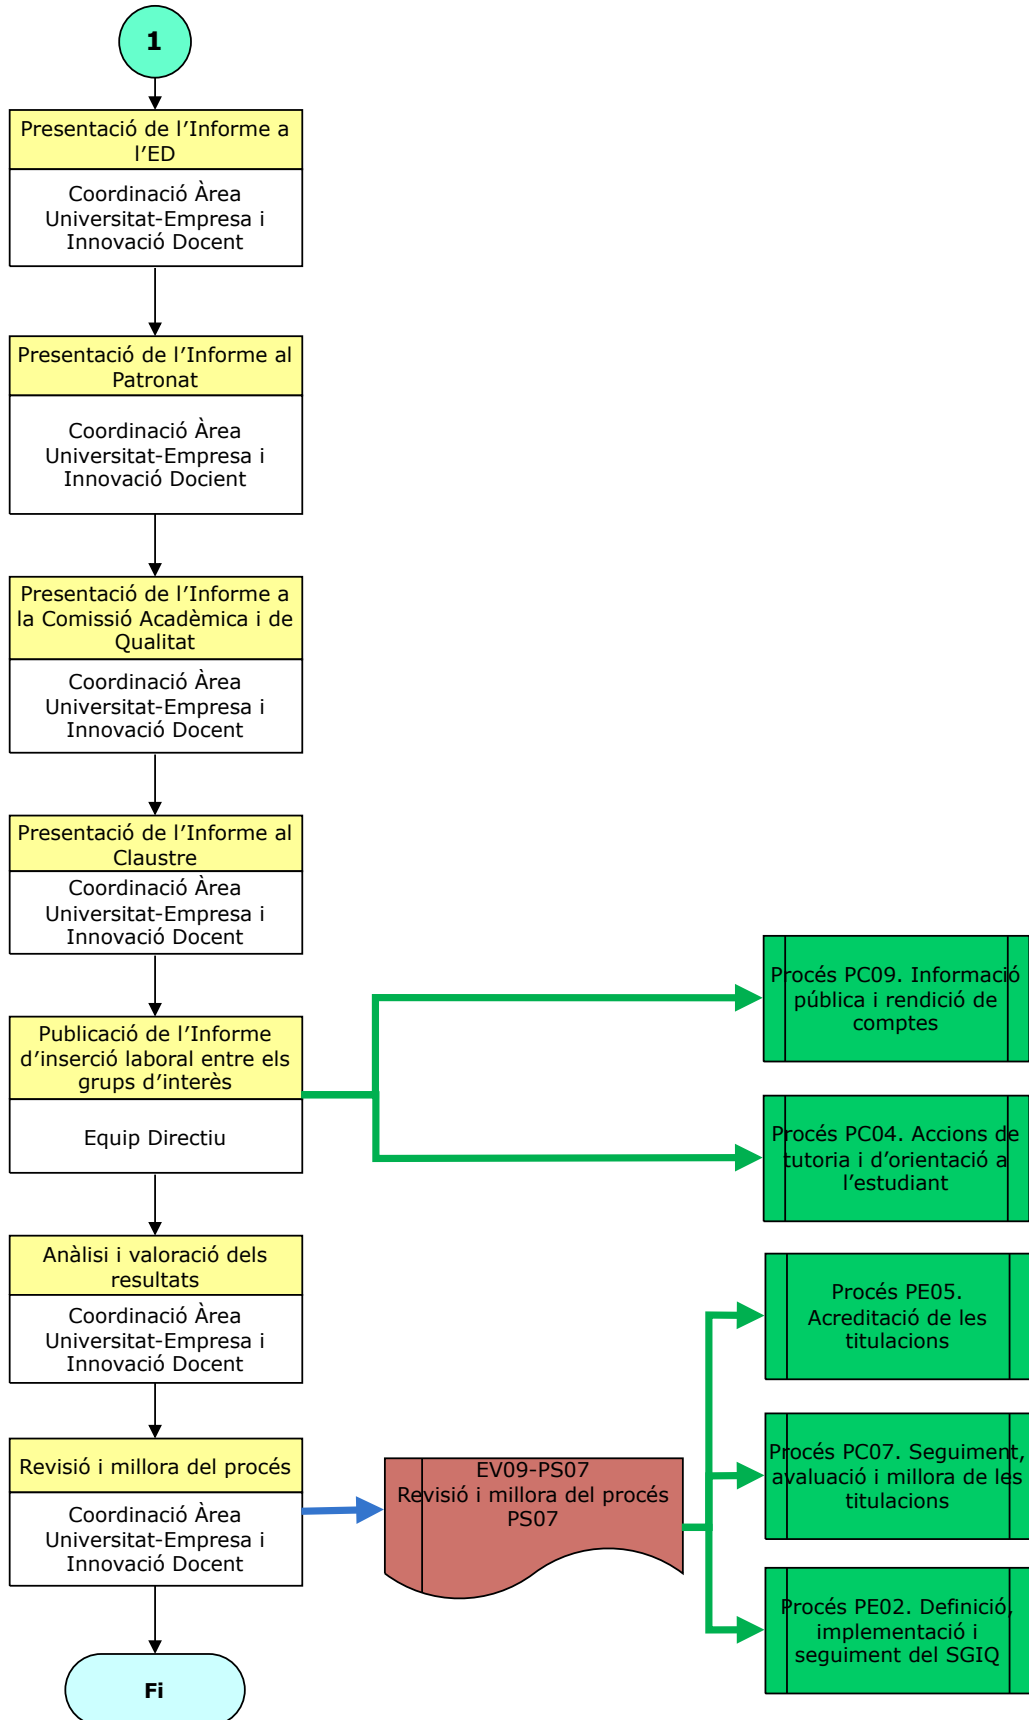 1
Presentació de l’Informe a
l’ED
Coordinació Àrea
Universitat-Empresa i
Innovació Docent
Presentació de l’Informe al
Patronat
Coordinació Àrea
Universitat-Empresa i
Innovació Docient
Presentació de l’Informe a
la Comissió Acadèmica i de
Qualitat
Coordinació Àrea
Universitat-Empresa i
Innovació Docent
Presentació de l’Informe al
Claustre
Coordinació Àrea
Universitat-Empresa i
Innovació Docent
Publicació de l’Informe
d’inserció laboral entre els
grups d’interès
Equip Directiu
Procés PC09. Informació
pública i rendició de
comptes
Procés PC04. Accions de
tutoria i d’orientació a
l’estudiant
Anàlisi i valoració dels
resultats
Coordinació Àrea
Universitat-Empresa i
Innovació Docent
Revisió i millora del procés
Coordinació Àrea
Universitat-Empresa i
Innovació Docent
EV09-PS07
Revisió i millora del procés
PS07
Procés PE05.
Acreditació de les
titulacions
Procés PC07. Seguiment,
avaluació i millora de les
titulacions
Procés PE02. Definició,
implementació i
seguiment del SGIQ
Fi